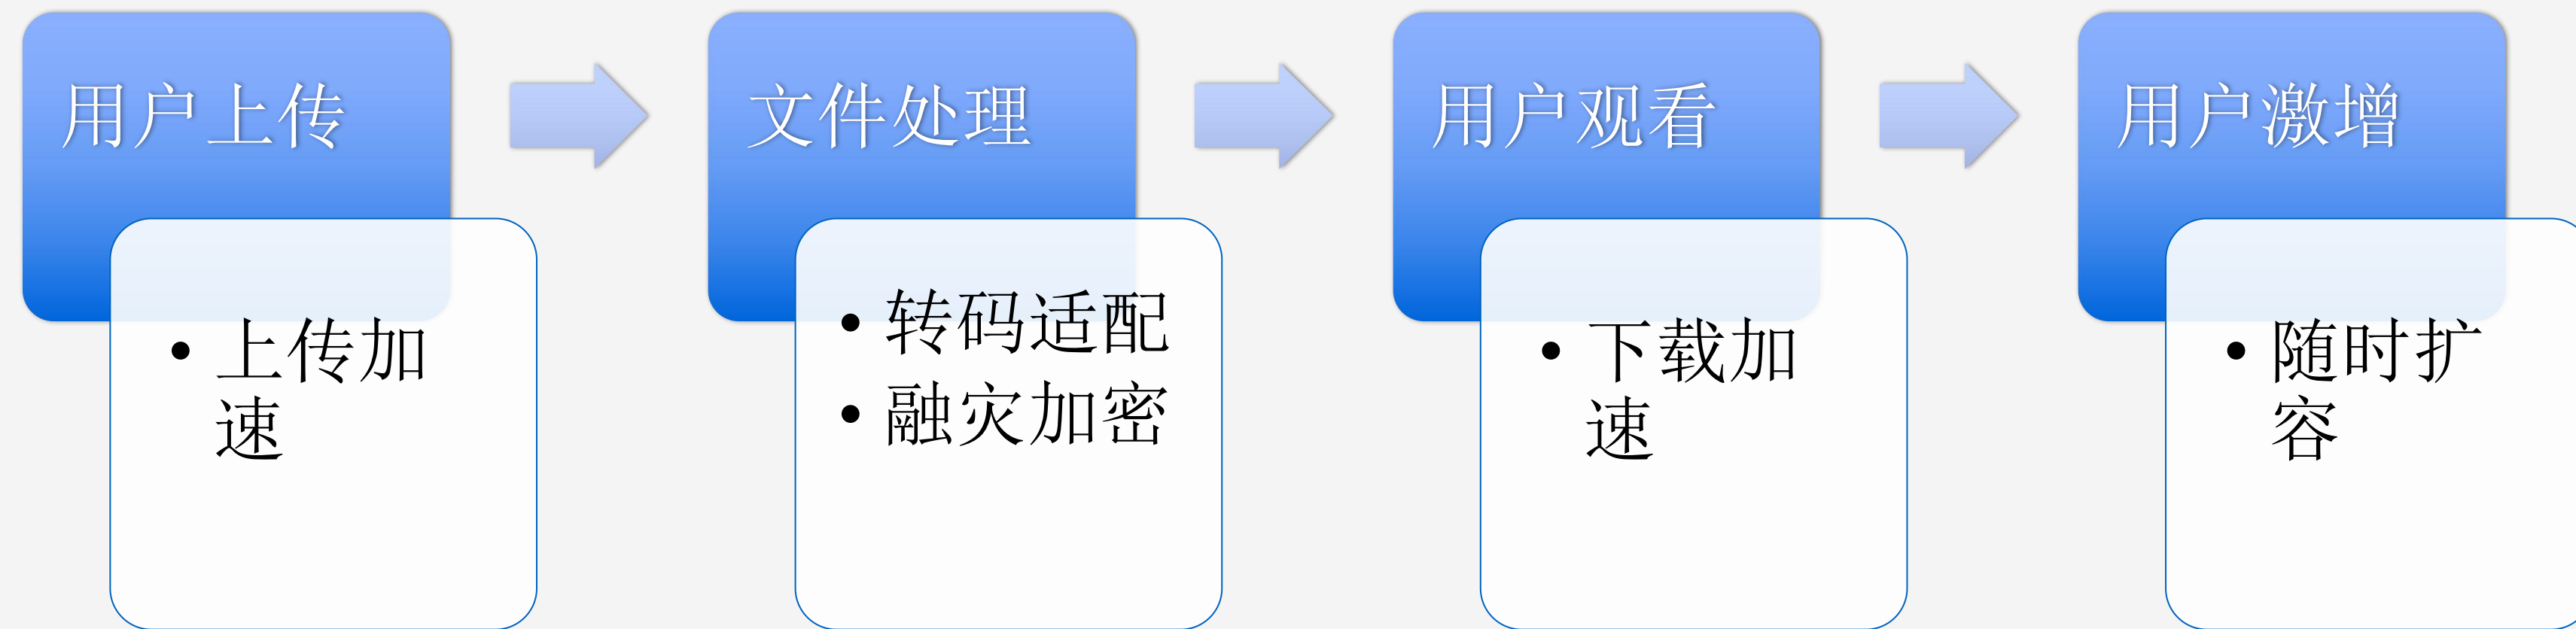 用户上传
• 上传加
速
文件处理
• 转码适配
• 融灾加密
用户观看
• 下载加
速
用户激增
• 随时扩
容